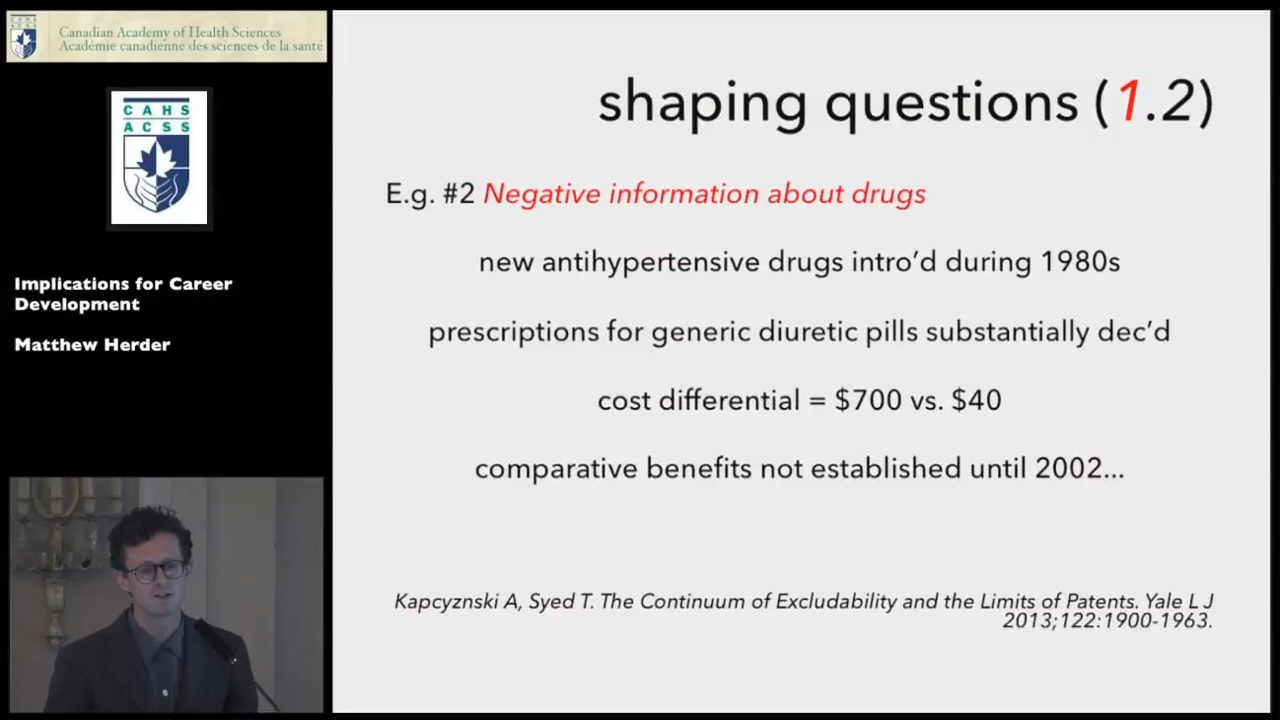 Canadian Academy of Health Sciences
Académie canadienne des sciences de la santé
CAHS
ACSS
Implications for Career
Development
Matthew Herder
shaping questions (1.2)
E.g. #2 Negative information about drugs
new antihypertensive drugs intro’d during 1980s
prescriptions for generic diuretic pills substantially dec’d
cost differential = $700 vs. $40
comparative benefits not established until 2002...
Kapcyznski A, Syed T. The Continuum of Excludability and the Limits of Patents. Yale L J
2013;122:1900-1963.